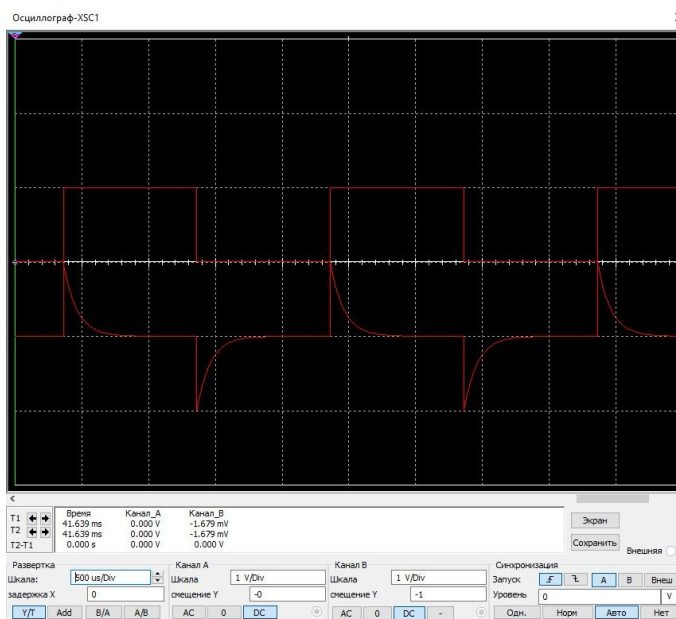 Осциллограф-XSC1
T1
T2
T2-T1
Время Канал_A Канал_B
41.639 ms 0.000 V -1.679 mV
41.639 ms 0.000 V -1.679 mV
0.000 s 0.000 V 0.000 V
Экран
Сохранить
Внешняя
Развертка
Шкала: 500 us/Div
задержка X 0
Y/T Add B/A A/B
Канал A
Шкала 1 V/Div
смещение Y -0
AC 0 DC
Канал B
Шкала 1 V/Div
смещение Y -1
AC 0 DC -
Синхронизация
Запуск A B Внеш
Уровень 0 V
Одн. Норм Авто Нет